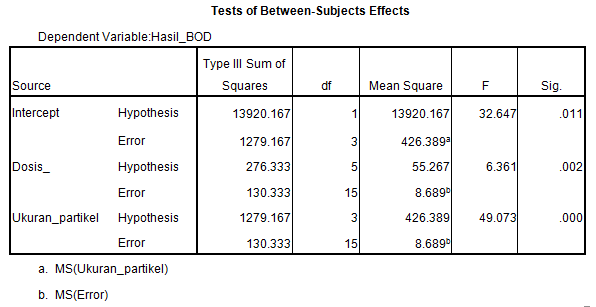 Tests of Between-Subjects Effects
Dependent Variable:Hasil_BOD
Source Type III Sum of Squares df Mean Square F Sig.
Intercept Hypothesis 13920.167 1 13920.167 32.647 .011
Error 1279.167 3 426.389a
Dosis_ Hypothesis 276.333 5 55.267 6.361 .002
Error 130.333 15 8.689b
Ukuran_partikel Hypothesis 1279.167 3 426.389 49.073 .000
Error 130.333 15 8.689b
a. MS(Ukuran_partikel)
b. MS(Error)